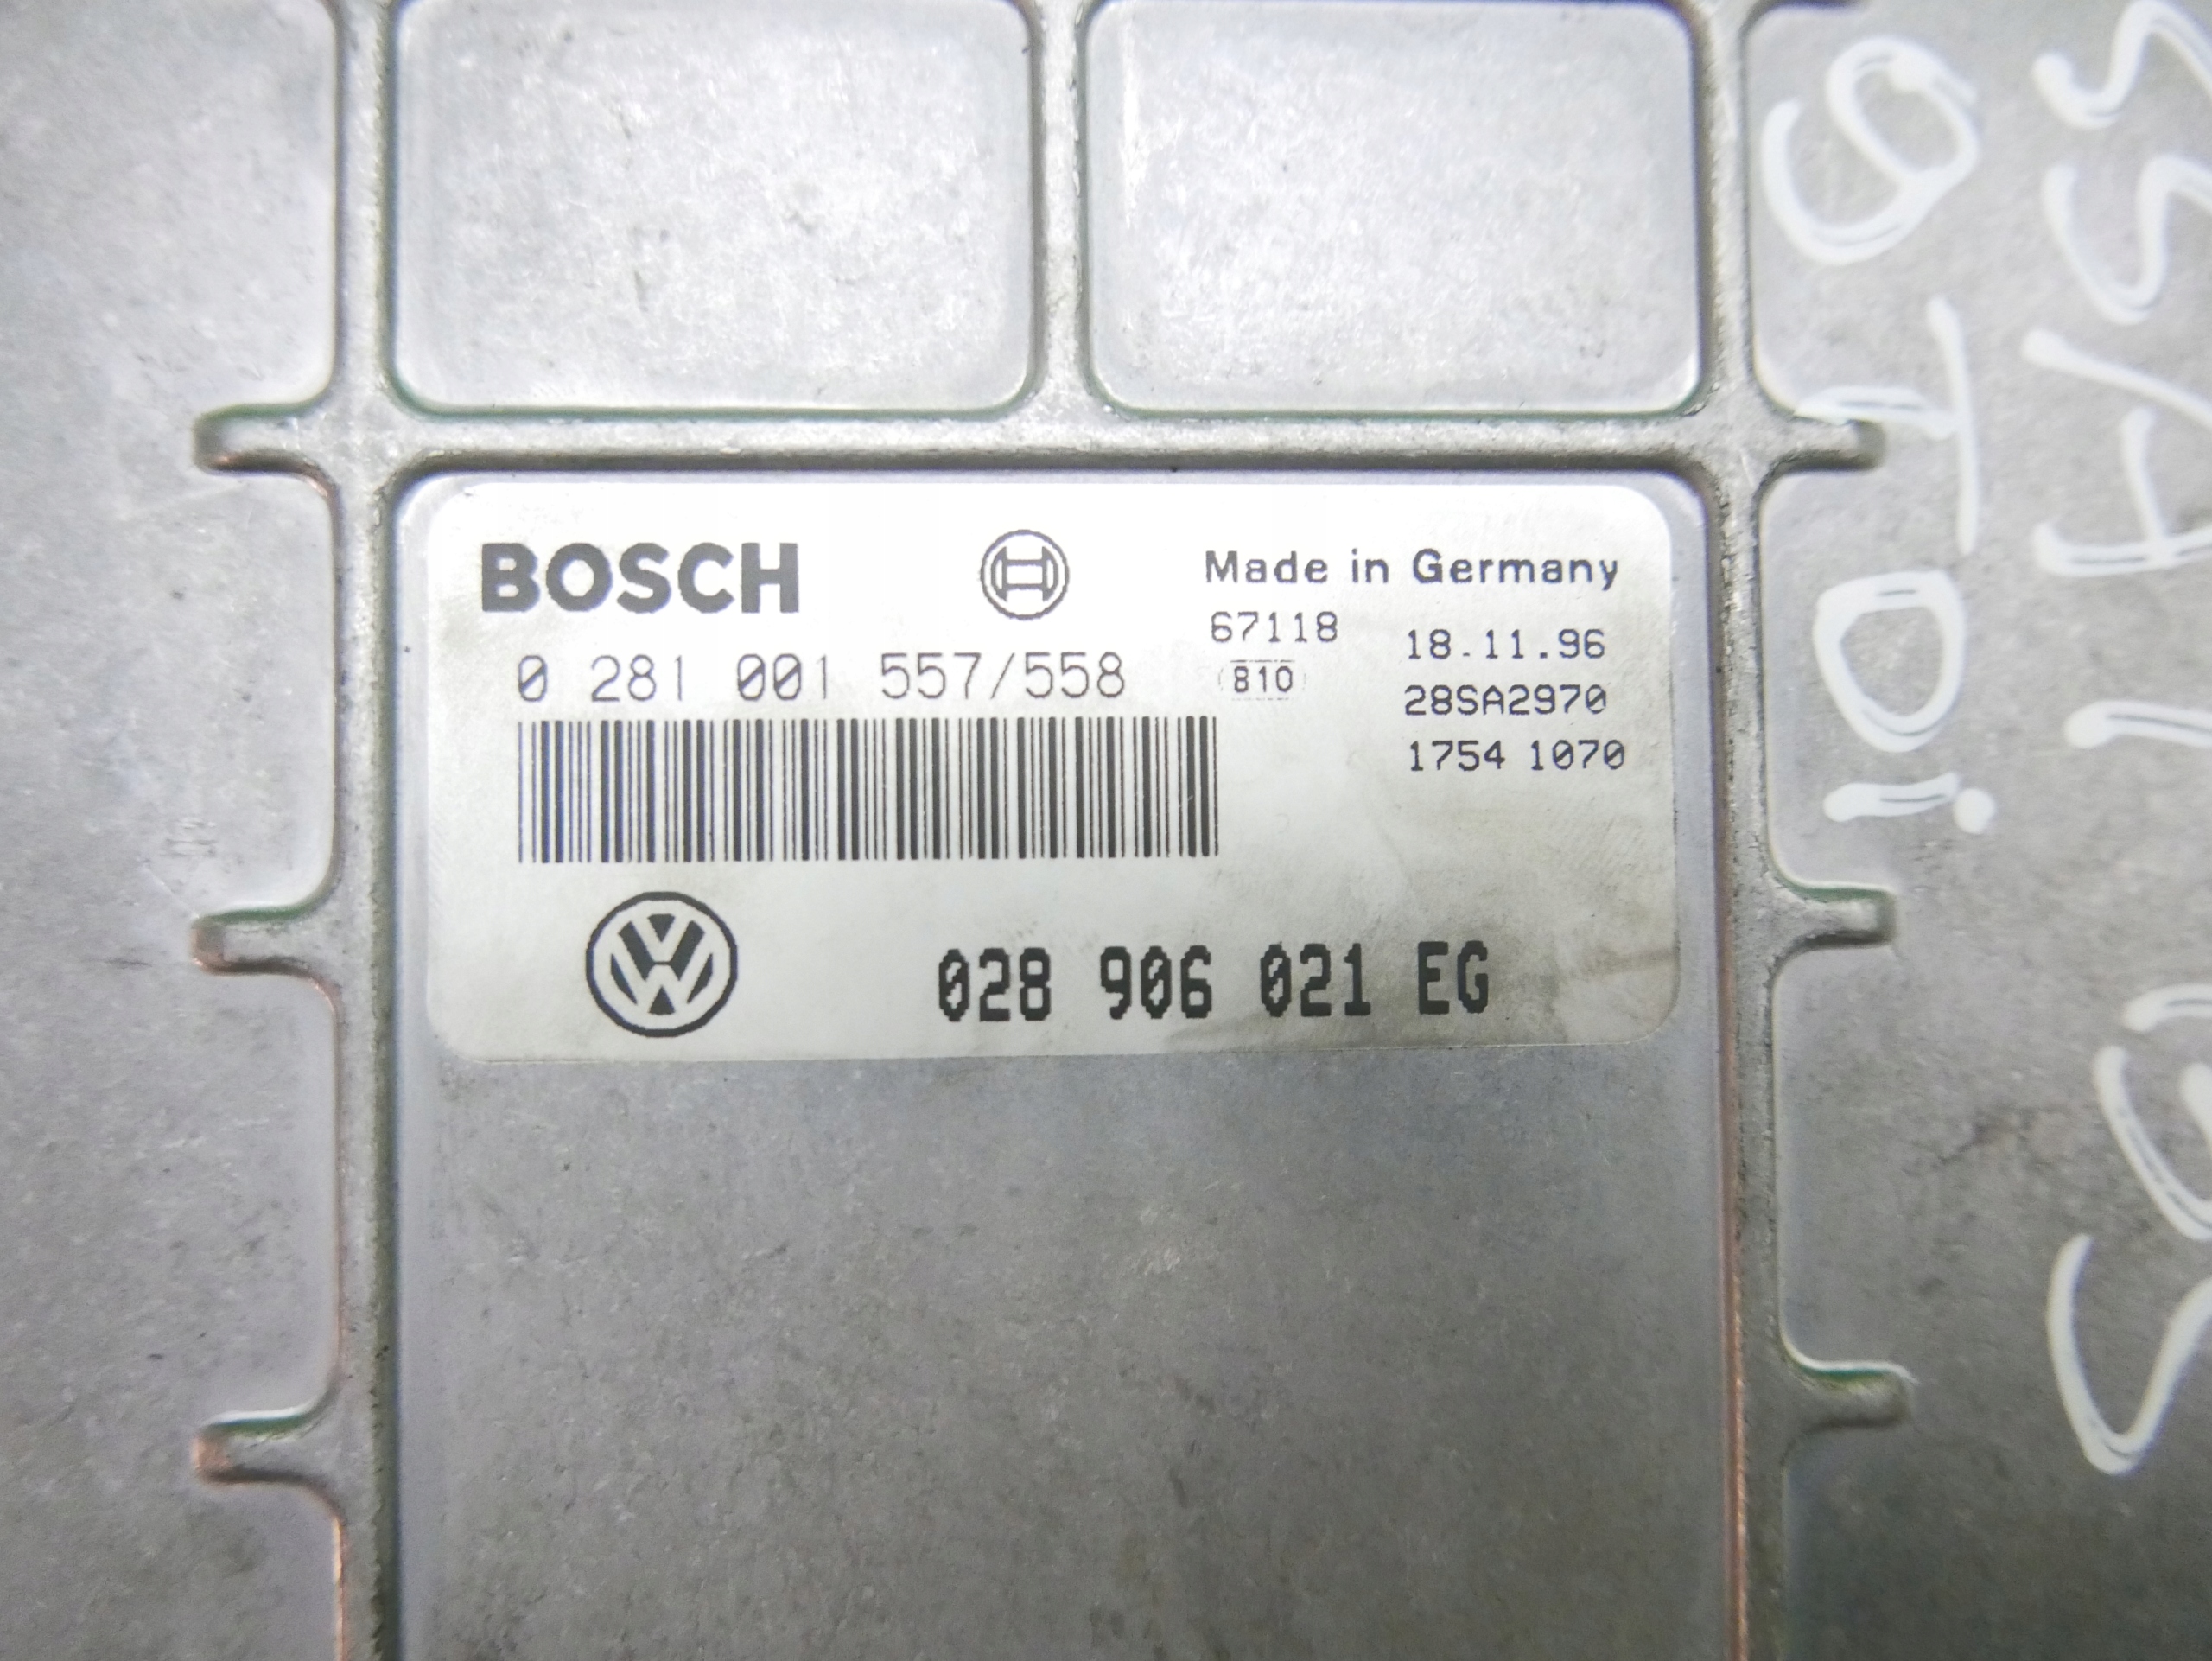 BOSCH
Made in Germany
67118
18.11.96
0 281 001 557/558
810
28SA2970
1754 1070
028 906 021 EG
TDi